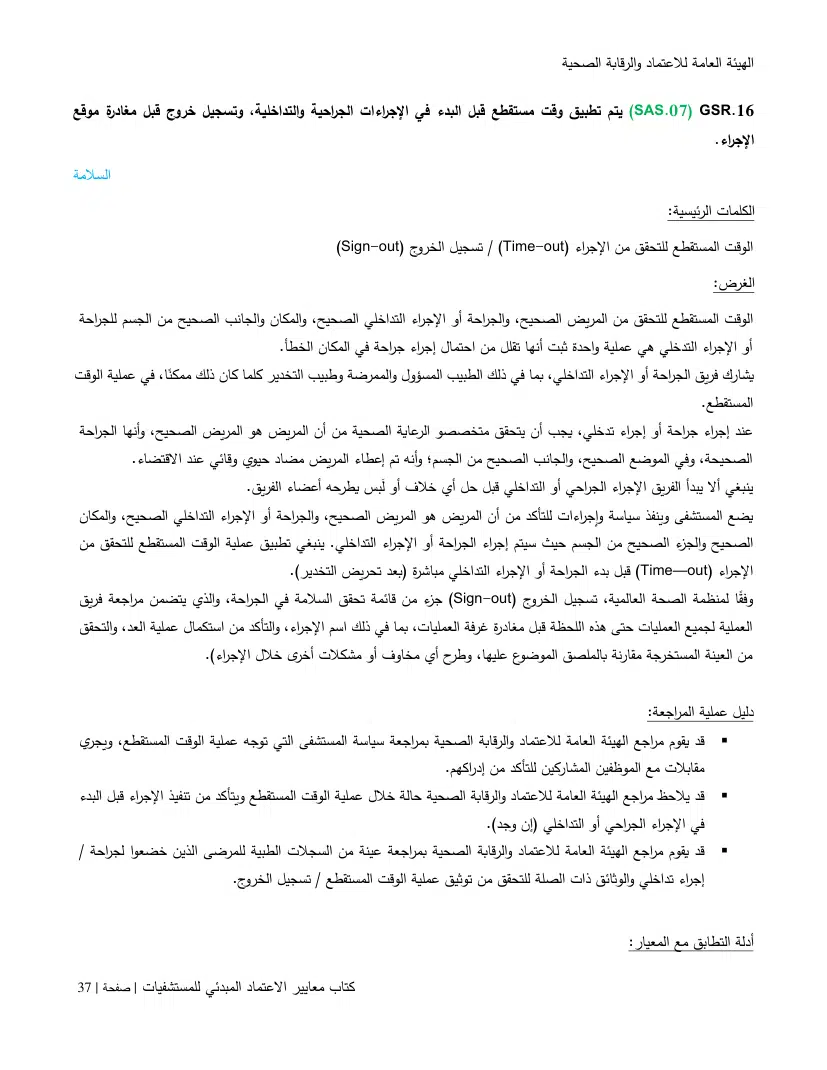 الهيئة العامة للاعتماد والرقابة الصحية
GSR.16 (SAS.07) يتم تطبيق وقت مستقطع قبل البدء في الإجراءات الجراحية والتداخلية، وتسجيل خروج قبل مغادرة موقع
الإجراء.
السلامة
الكلمات الرئيسية:
الوقت المستقطع للتحقق من الإجراء (Time-out) / تسجيل الخروج (Sign-out)
الغرض:
الوقت المستقطع للتحقق من المريض الصحيح، والجراحة أو الإجراء التداخلي الصحيح، والمكان والجانب الصحيح من الجسم للجراحة
أو الإجراء التدخلي هي عملية واحدة ثبت أنها تقلل من احتمال إجراء جراحة في المكان الخطأ.
يشارك فريق الجراحة أو الإجراء التداخلي، بما في ذلك الطبيب المسؤول والممرضة وطبيب التخدير كلما كان ذلك ممكنًا، في عملية الوقت
المستقطع.
عند إجراء جراحة أو إجراء تدخلي، يجب أن يتحقق متخصصو الرعاية الصحية من أن المريض هو المريض الصحيح، وأنها الجراحة
الصحيحة، وفي الموضع الصحيح، والجانب الصحيح من الجسم؛ وأنه تم إعطاء المريض مضاد حيوي وقائي عند الاقتضاء.
ينبغي ألا يبدأ الفريق الإجراء الجراحي أو التداخلي قبل حل أي خلاف أو لَبس يطرحه أعضاء الفريق.
يضع المستشفى وينفذ سياسة وإجراءات للتأكد من أن المريض هو المريض الصحيح، والجراحة أو الإجراء التداخلي الصحيح، والمكان
الصحيح والجزء الصحيح من الجسم حيث سيتم إجراء الجراحة أو الإجراء التداخلي. ينبغي تطبيق عملية الوقت المستقطع للتحقق من
الإجراء (Time—out) قبل بدء الجراحة أو الإجراء التداخلي مباشرة (بعد تحريض التخدير).
وفقًا لمنظمة الصحة العالمية، تسجيل الخروج (Sign-out) جزء من قائمة تحقق السلامة في الجراحة، والذي يتضمن مراجعة فريق
العملية لجميع العمليات حتى هذه اللحظة قبل مغادرة غرفة العمليات، بما في ذلك اسم الإجراء، والتأكد من استكمال عملية العد، والتحقق
من العينة المستخرجة مقارنة بالملصق الموضوع عليها، وطرح أي مخاوف أو مشكلات أخرى خلال الإجراء).
دليل عملية المراجعة:
▪ قد يقوم مراجع الهيئة العامة للاعتماد والرقابة الصحية بمراجعة سياسة المستشفى التي توجه عملية الوقت المستقطع، ويجري
مقابلات مع الموظفين المشاركين للتأكد من إدراكهم.
▪ قد يلاحظ مراجع الهيئة العامة للاعتماد والرقابة الصحية حالة خلال عملية الوقت المستقطع ويتأكد من تنفيذ الإجراء قبل البدء
في الإجراء الجراحي أو التداخلي (إن وجد).
▪ قد يقوم مراجع الهيئة العامة للاعتماد والرقابة الصحية بمراجعة عينة من السجلات الطبية للمرضى الذين خضعوا لجراحة /
إجراء تداخلي والوثائق ذات الصلة للتحقق من توثيق عملية الوقت المستقطع / تسجيل الخروج.
أدلة التطابق مع المعيار:
كتاب معايير الاعتماد المبدئي للمستشفيات | صفحة | 37